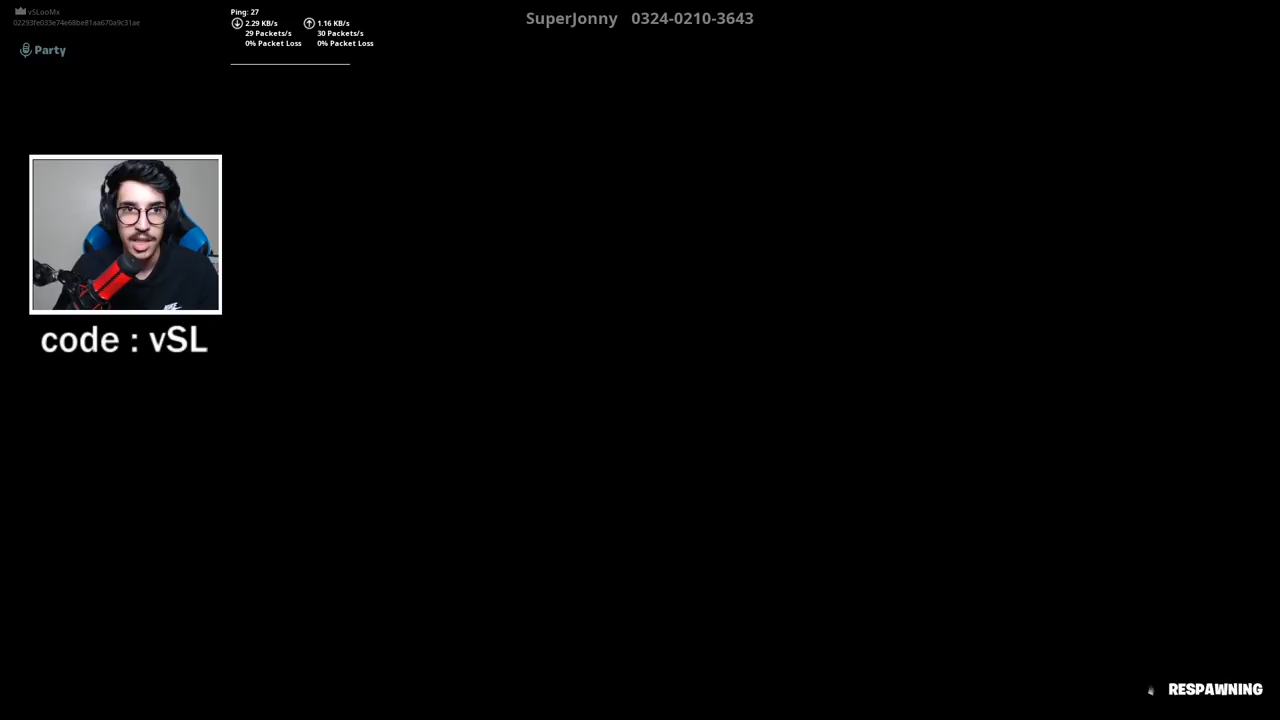 vSLooMx
02293fe033e74e68be81aa670a9c31ae
Party
Ping: 27
2.29 KB/s 1.16 KB/s
29 Packets/s 30 Packets/s
0% Packet Loss 0% Packet Loss
SuperJonny 0324-0210-3643
code : vSL
RESPAWNING